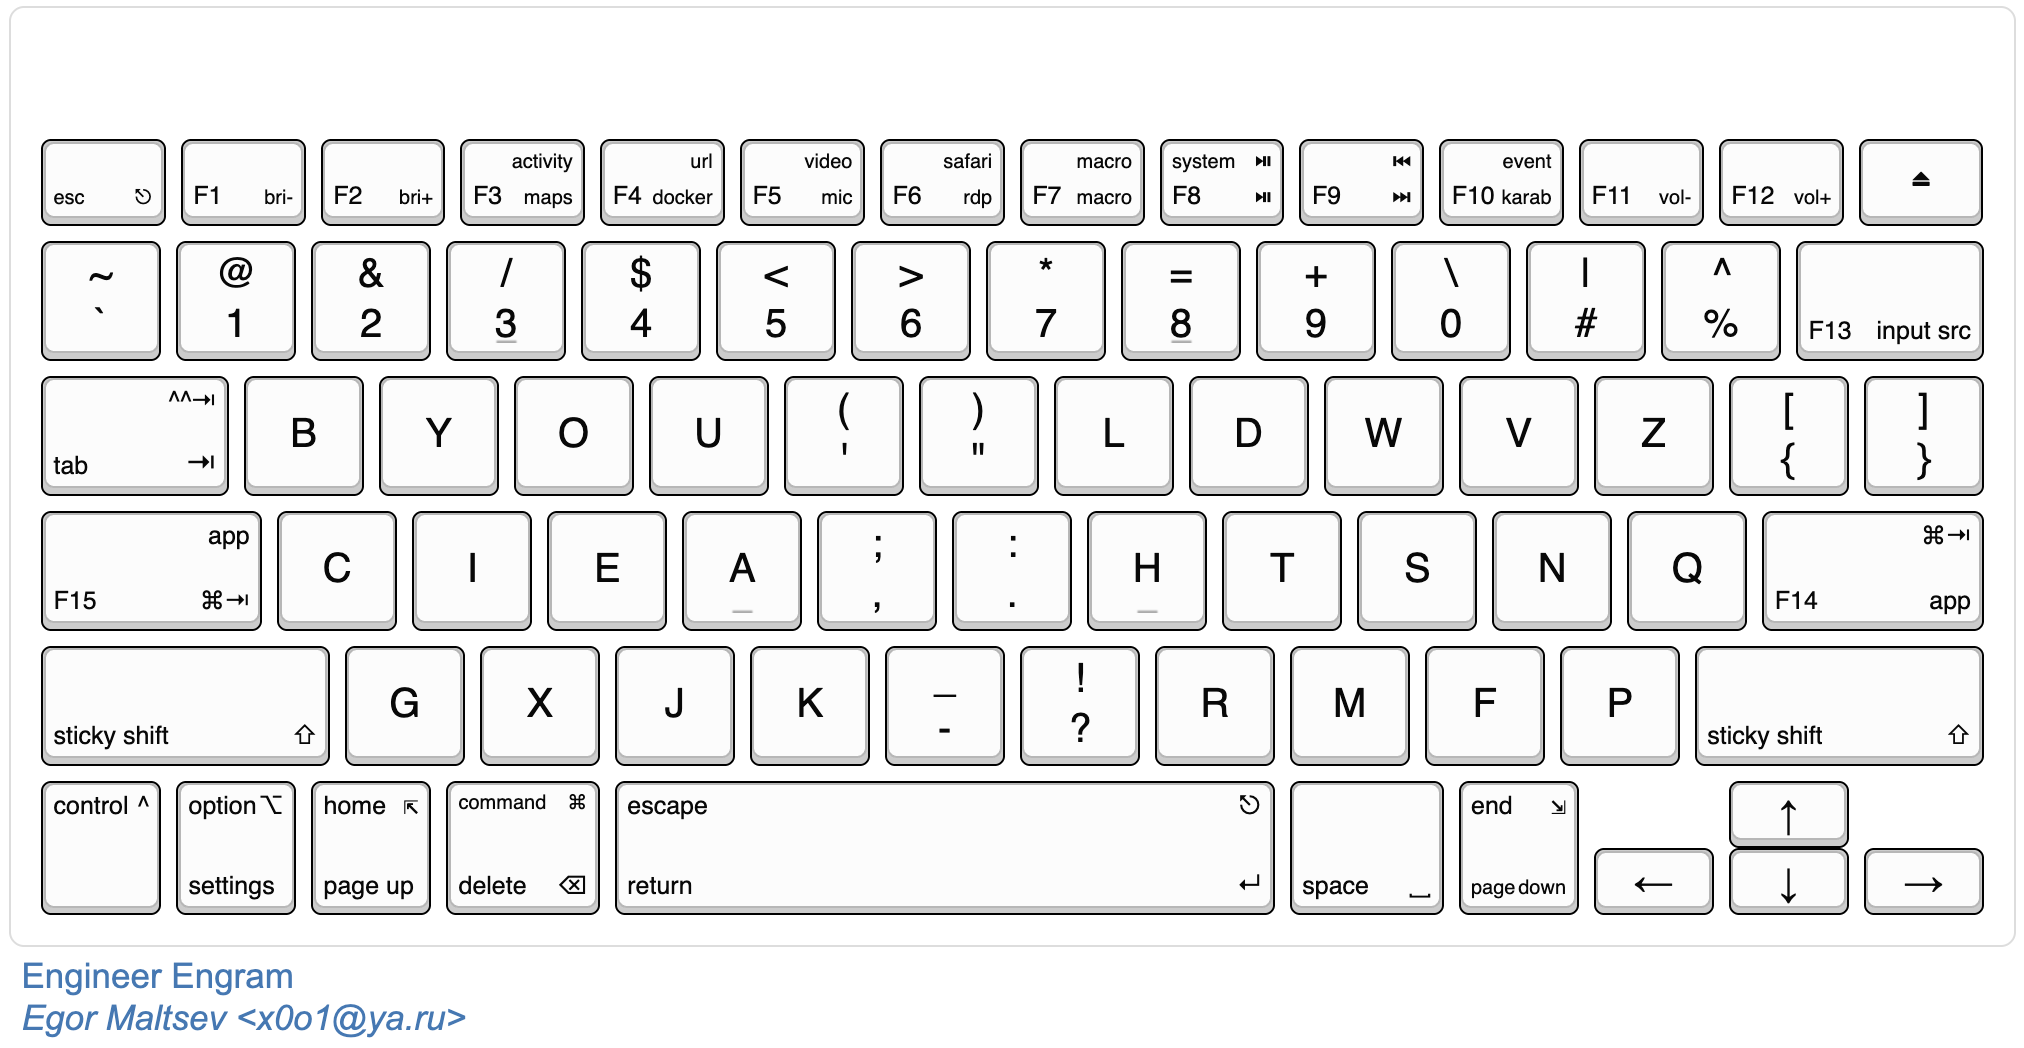 activity url video safari macro system ⏯ ⏮ event
esc ⎋ F1 bri- F2 bri+ F3 maps F4 docker F5 mic F6 rdp F7 macro F8 ⏯ F9 ⏭ F10 karab F11 vol- F12 vol+ ⏏
~ @ & / $ < > * = + \ | ^
` 1 2 3 4 5 6 7 8 9 0 # % F13 input src
^^⇥ ( ) [ ]
tab ⇥ B Y O U ' " L D W V Z { }
app ; : ⌘⇥
F15 ⌘⇥ C I E A , . H T S N Q F14 app
_ !
sticky shift ⇧ G X J K - ? R M F P sticky shift ⇧
control ^ option ⌥ home ⇱ command ⌘ escape ⎋ end ⇲ ↑
settings page up delete ⌫ return ↵ space ⎵ page down ← ↓ →
Engineer Engram
Egor Maltsev <x0o1@ya.ru>